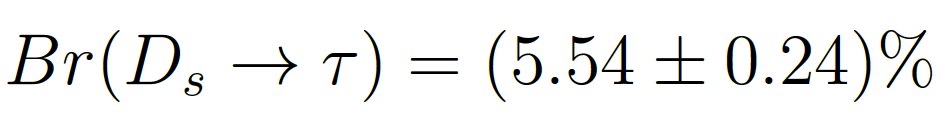 Br(D_s → τ) = (5.54 ± 0.24)%